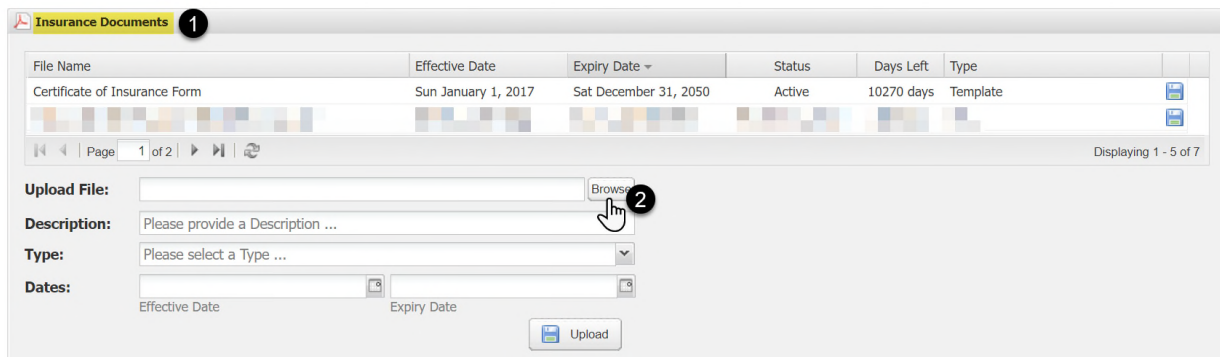 Insurance Documents 1
File Name Effective Date Expiry Date Status Days Left Type
Certificate of Insurance Form Sun January 1, 2017 Sat December 31, 2050 Active 10270 days Template
Page 1 of 2 Displaying 1 - 5 of 7
Upload File: Browse 2
Description: Please provide a Description ...
Type: Please select a Type ...
Dates:
Effective Date Expiry Date
Upload